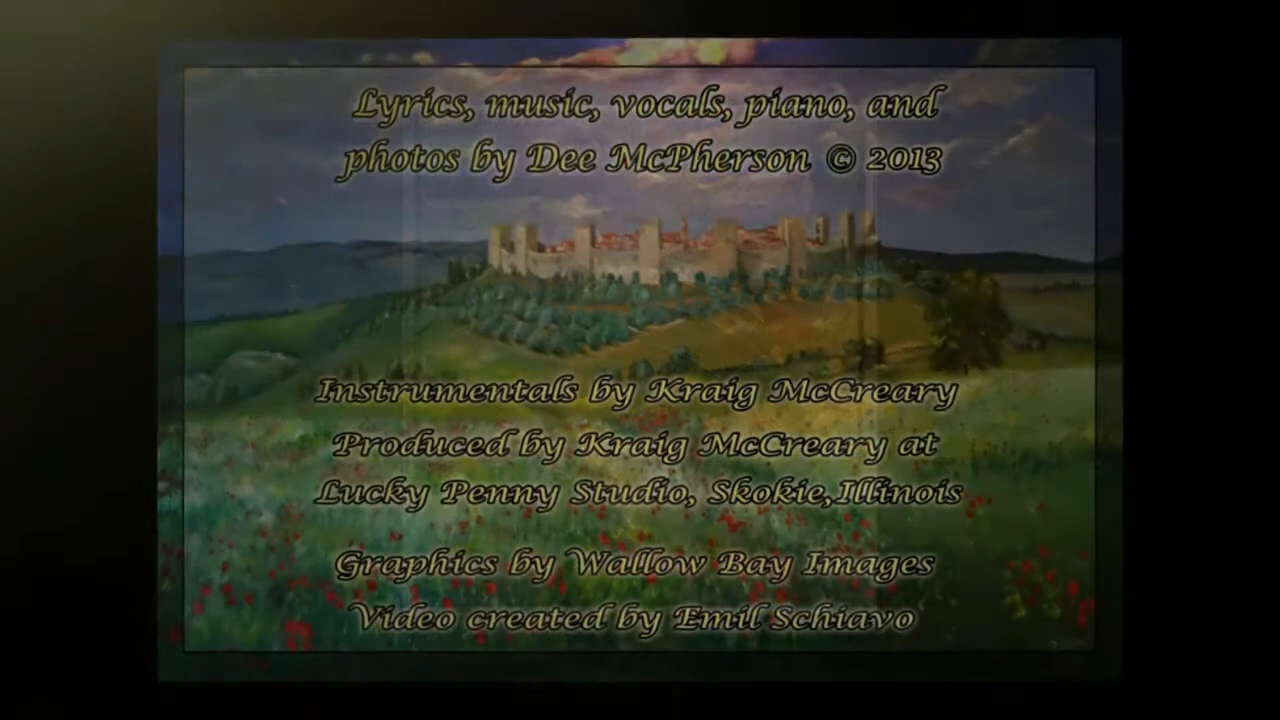 Lyrics, music, vocals, piano, and
photos by Dee McPherson © 2013
Instrumentals by Kraig McCreary
Produced by Kraig McCreary at
Lucky Penny Studio, Skokie,Illinois
Graphics by Wallow Bay Images
Video created by Emil Schiavo